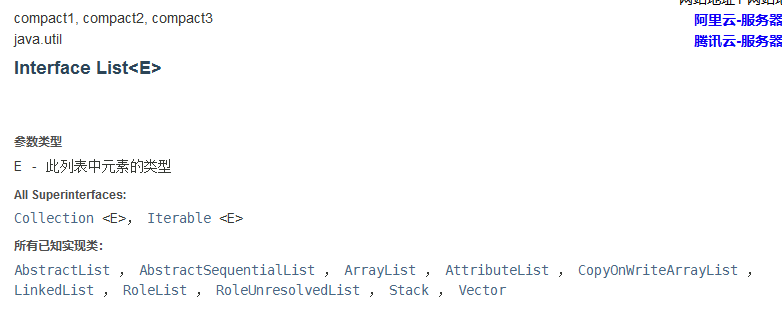 compact1, compact2, compact3
阿里云-服务器
java.util
腾讯云-服务器
Interface List<E>
参数类型
E - 此列表中元素的类型
All Superinterfaces:
Collection <E>, Iterable <E>
所有已知实现类:
AbstractList , AbstractSequentialList , ArrayList , AttributeList , CopyOnWriteArrayList ,
LinkedList , RoleList , RoleUnresolvedList , Stack , Vector